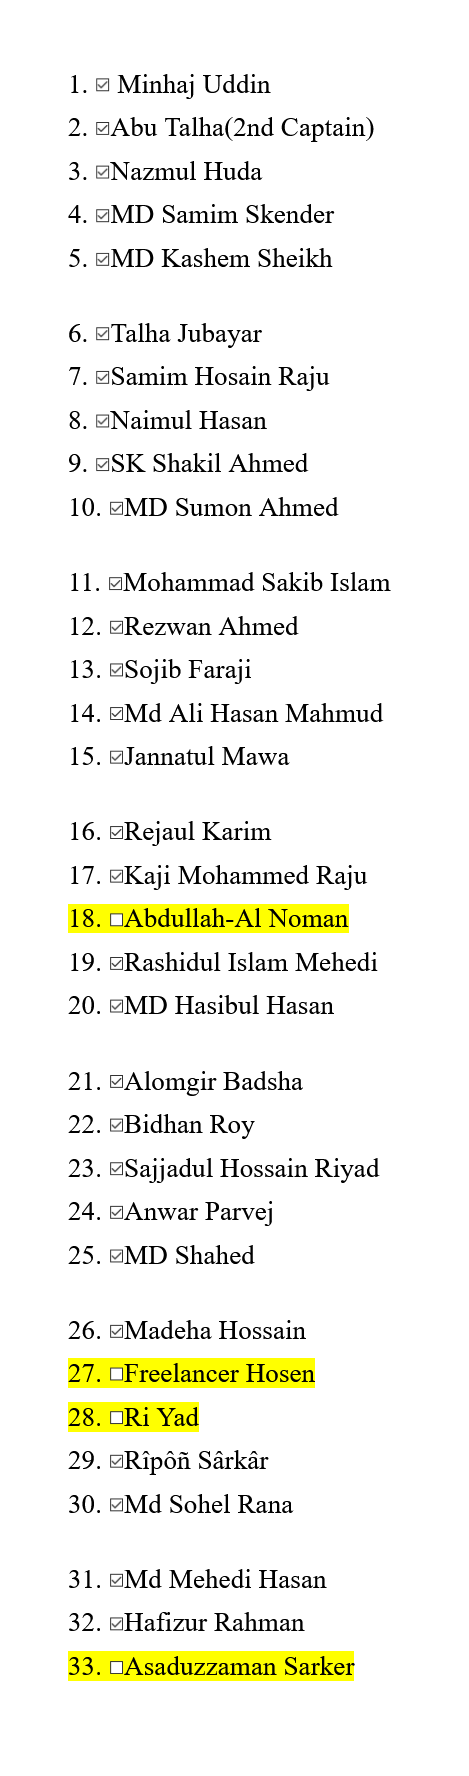 1. ☑ Minhaj Uddin
2. ☑Abu Talha(2nd Captain)
3. ☑Nazmul Huda
4. ☑MD Samim Skender
5. ☑MD Kashem Sheikh
6. ☑Talha Jubayar
7. ☑Samim Hosain Raju
8. ☑Naimul Hasan
9. ☑SK Shakil Ahmed
10. ☑MD Sumon Ahmed
11. ☑Mohammad Sakib Islam
12. ☑Rezwan Ahmed
13. ☑Sojib Faraji
14. ☑Md Ali Hasan Mahmud
15. ☑Jannatul Mawa
16. ☑Rejaul Karim
17. ☑Kaji Mohammed Raju
18. ☐Abdullah-Al Noman
19. ☑Rashidul Islam Mehedi
20. ☑MD Hasibul Hasan
21. ☑Alomgir Badsha
22. ☑Bidhan Roy
23. ☑Sajjadul Hossain Riyad
24. ☑Anwar Parvej
25. ☑MD Shahed
26. ☑Madeha Hossain
27. ☐Freelancer Hosen
28. ☐Ri Yad
29. ☑Rîpôñ Sârkâr
30. ☑Md Sohel Rana
31. ☑Md Mehedi Hasan
32. ☑Hafizur Rahman
33. ☐Asaduzzaman Sarker